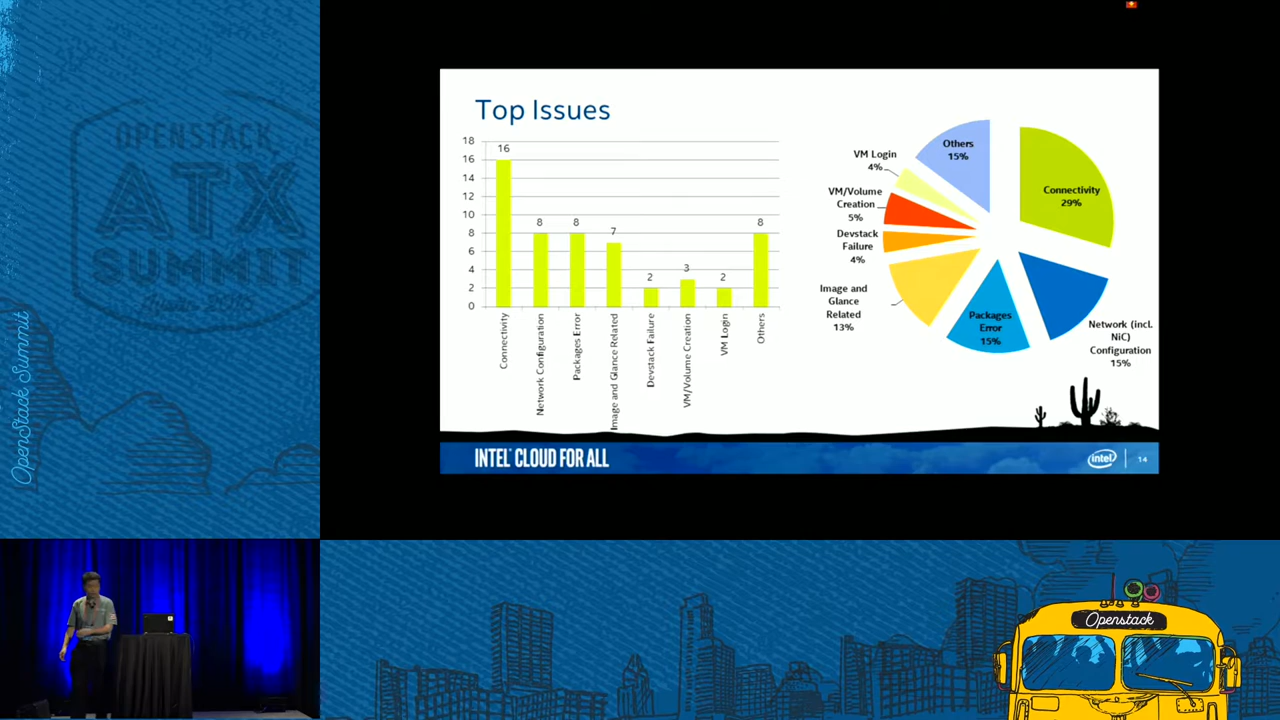 OPENSTACK
ATX
SUMMIT
OpenStack Summit
Top Issues
18
16
14
12
10
8
6
4
2
0
16
8
8
7
2
3
2
8
Connectivity
Network Configuration
Packages Error
Image and Glance Related
Devstack Failure
VM/Volume Creation
VM Login
Others
Others
15%
VM Login
4%
VM/Volume
Creation
5%
Devstack
Failure
4%
Image and
Glance
Related
13%
Packages
Error
15%
Connectivity
29%
Network (incl.
NiC)
Configuration
15%
INTEL CLOUD FOR ALL
intel
14
Openstack